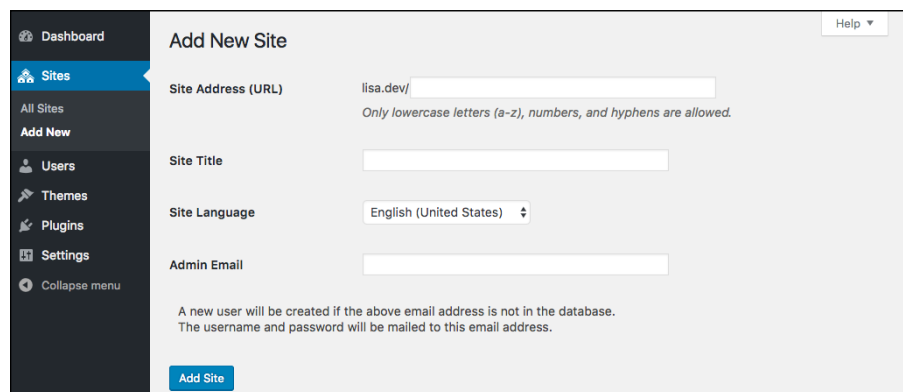 Dashboard
Sites
All Sites
Add New
Users
Themes
Plugins
Settings
Collapse menu
Help
Add New Site
Site Address (URL)
lisa.dev/
Only lowercase letters (a-z), numbers, and hyphens are allowed.
Site Title
Site Language
English (United States)
Admin Email
A new user will be created if the above email address is not in the database.
The username and password will be mailed to this email address.
Add Site